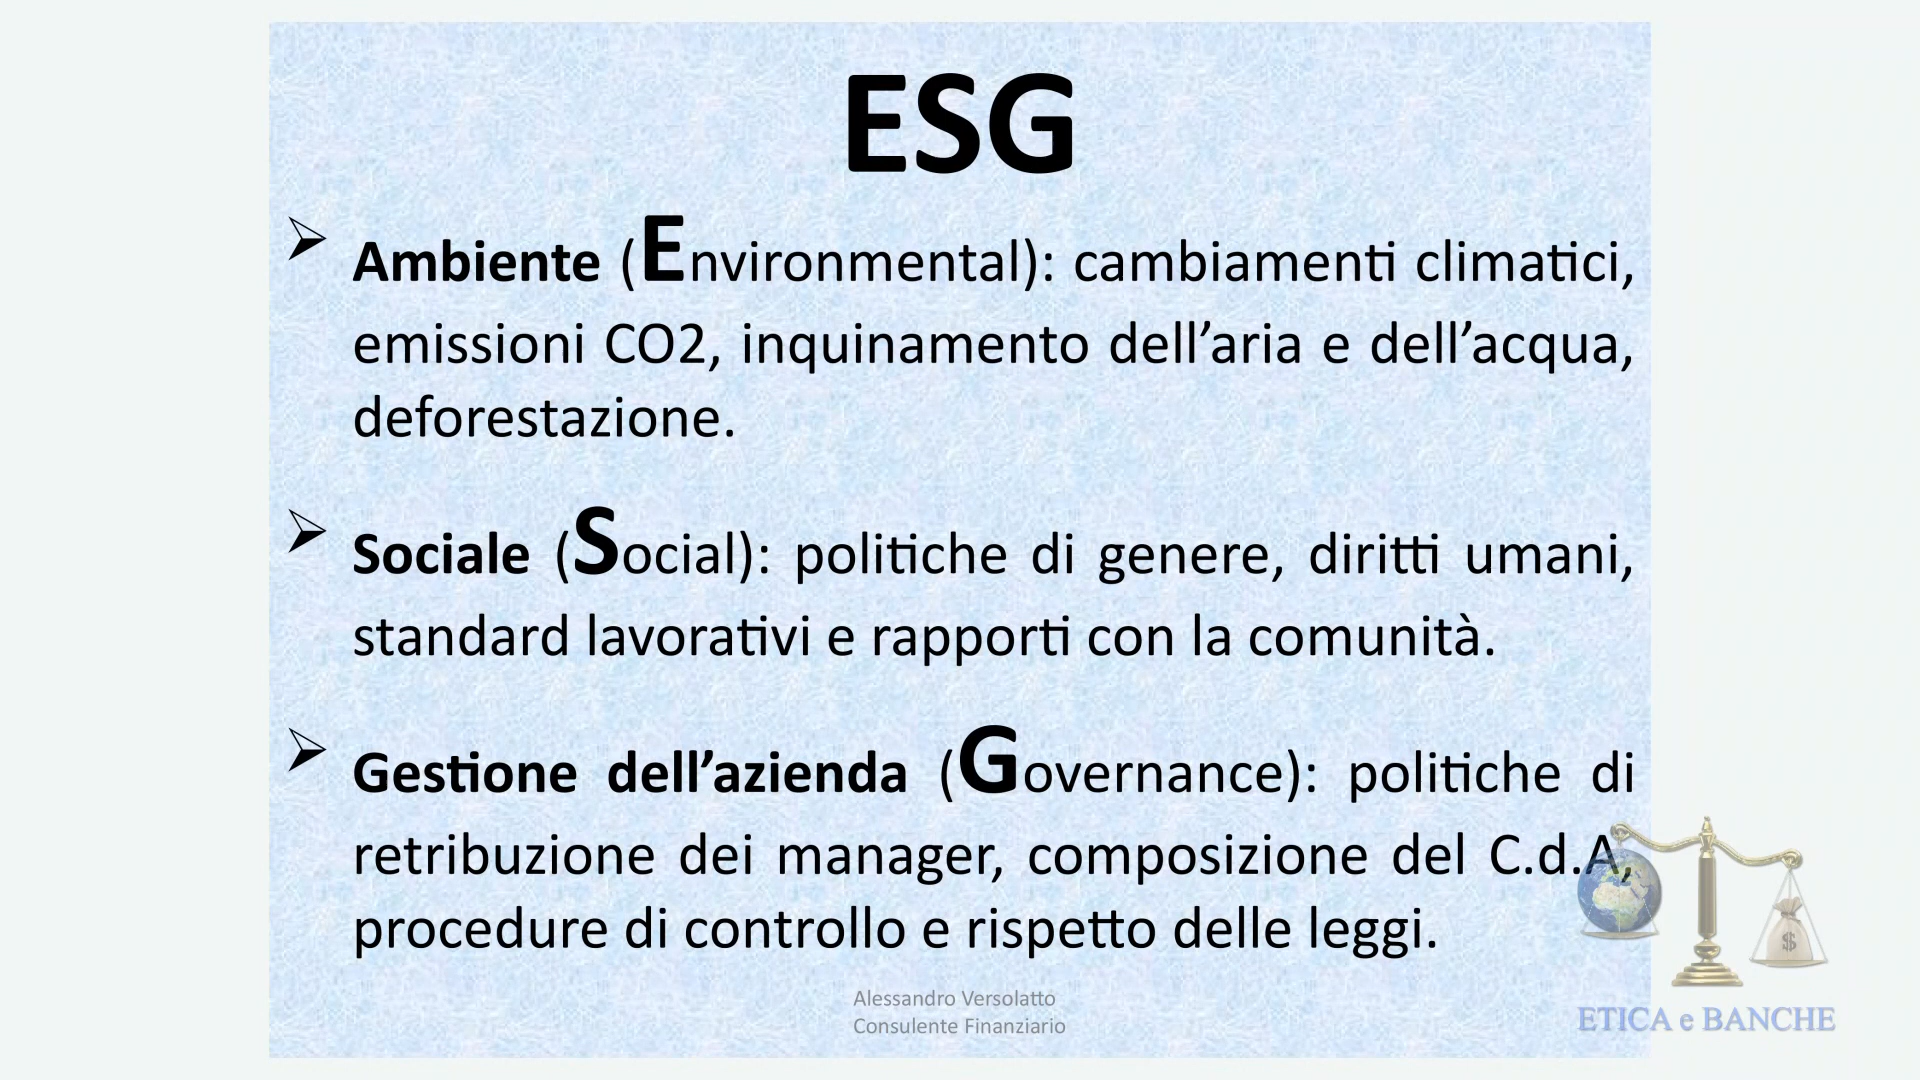 ESG
➢ Ambiente (Environmental): cambiamenti climatici,
emissioni CO2, inquinamento dell’aria e dell’acqua,
deforestazione.
➢ Sociale (Social): politiche di genere, diritti umani,
standard lavorativi e rapporti con la comunità.
➢ Gestione dell’azienda (Governance): politiche di
retribuzione dei manager, composizione del C.d.A,
procedure di controllo e rispetto delle leggi.
Alessandro Versolatto
Consulente Finanziario
$
ETICA e BANCHE